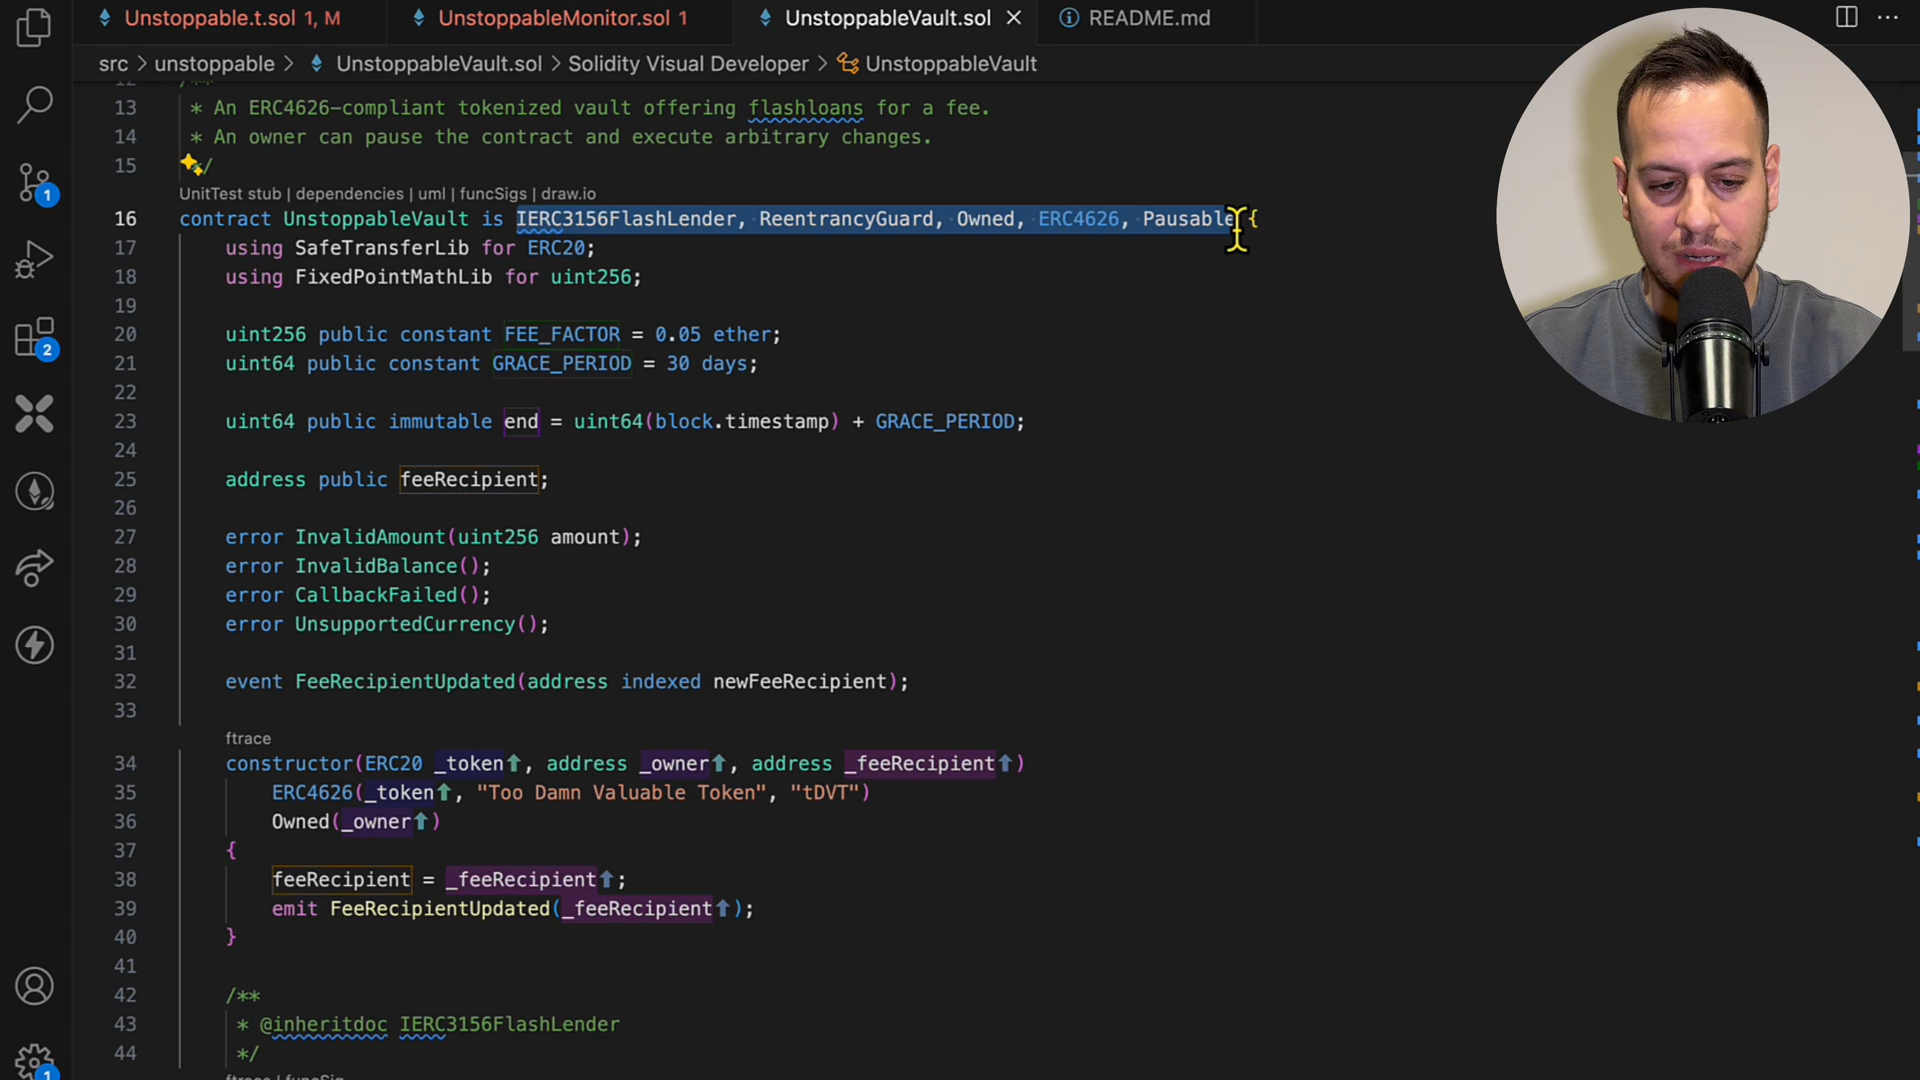 Unstoppable.t.sol 1, M
UnstoppableMonitor.sol 1
UnstoppableVault.sol
README.md
src > unstoppable > UnstoppableVault.sol > Solidity Visual Developer > UnstoppableVault
13 * An ERC4626-compliant tokenized vault offering flashloans for a fee.
14 * An owner can pause the contract and execute arbitrary changes.
15 */
UnitTest stub | dependencies | uml | funcSigs | draw.io
16 contract UnstoppableVault is IERC3156FlashLender, ReentrancyGuard, Owned, ERC4626, Pausable {
17 using SafeTransferLib for ERC20;
18 using FixedPointMathLib for uint256;
19
20 uint256 public constant FEE_FACTOR = 0.05 ether;
21 uint64 public constant GRACE_PERIOD = 30 days;
22
23 uint64 public immutable end = uint64(block.timestamp) + GRACE_PERIOD;
24
25 address public feeRecipient;
26
27 error InvalidAmount(uint256 amount);
28 error InvalidBalance();
29 error CallbackFailed();
30 error UnsupportedCurrency();
31
32 event FeeRecipientUpdated(address indexed newFeeRecipient);
33
ftrace
34 constructor(ERC20 _token⬆, address _owner⬆, address _feeRecipient⬆)
35 ERC4626(_token⬆, "Too Damn Valuable Token", "tDVT")
36 Owned(_owner⬆)
37 {
38 feeRecipient = _feeRecipient⬆;
39 emit FeeRecipientUpdated(_feeRecipient⬆);
40 }
41
42 /**
43 * @inheritdoc IERC3156FlashLender
44 */
1
2
1